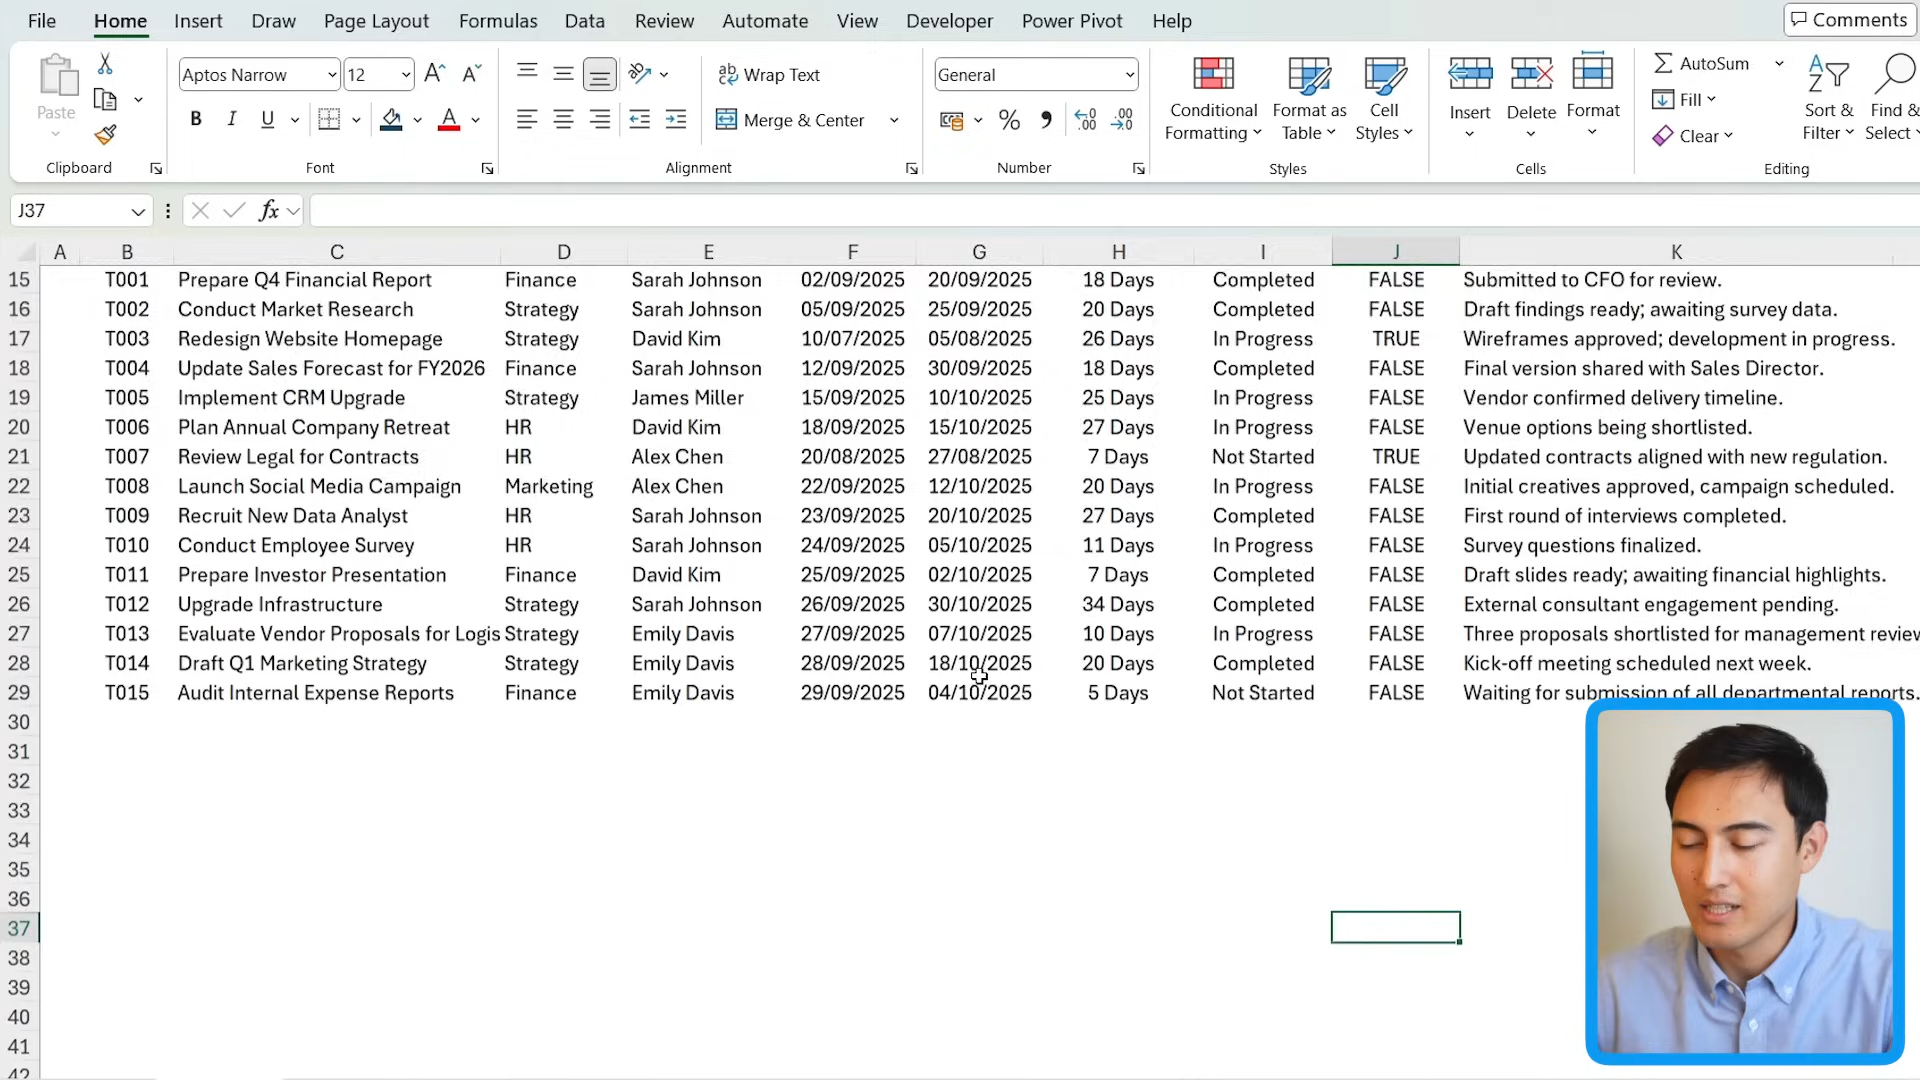 File Home Insert Draw Page Layout Formulas Data Review Automate View Developer Power Pivot Help Comments
Paste
Clipboard
Aptos Narrow 12
B I U
Font
Wrap Text
Merge & Center
Alignment
General
Number
Conditional Formatting
Format as Table
Cell Styles
Styles
Insert Delete Format
Cells
AutoSum
Fill
Clear
Sort & Filter
Find & Select
Editing
J37 fx
A B C D E F G H I J K
15 T001 Prepare Q4 Financial Report Finance Sarah Johnson 02/09/2025 20/09/2025 18 Days Completed FALSE Submitted to CFO for review.
16 T002 Conduct Market Research Strategy Sarah Johnson 05/09/2025 25/09/2025 20 Days Completed FALSE Draft findings ready; awaiting survey data.
17 T003 Redesign Website Homepage Strategy David Kim 10/07/2025 05/08/2025 26 Days In Progress TRUE Wireframes approved; development in progress.
18 T004 Update Sales Forecast for FY2026 Finance Sarah Johnson 12/09/2025 30/09/2025 18 Days Completed FALSE Final version shared with Sales Director.
19 T005 Implement CRM Upgrade Strategy James Miller 15/09/2025 10/10/2025 25 Days In Progress FALSE Vendor confirmed delivery timeline.
20 T006 Plan Annual Company Retreat HR David Kim 18/09/2025 15/10/2025 27 Days In Progress FALSE Venue options being shortlisted.
21 T007 Review Legal for Contracts HR Alex Chen 20/08/2025 27/08/2025 7 Days Not Started TRUE Updated contracts aligned with new regulation.
22 T008 Launch Social Media Campaign Marketing Alex Chen 22/09/2025 12/10/2025 20 Days In Progress FALSE Initial creatives approved, campaign scheduled.
23 T009 Recruit New Data Analyst HR Sarah Johnson 23/09/2025 20/10/2025 27 Days Completed FALSE First round of interviews completed.
24 T010 Conduct Employee Survey HR Sarah Johnson 24/09/2025 05/10/2025 11 Days In Progress FALSE Survey questions finalized.
25 T011 Prepare Investor Presentation Finance David Kim 25/09/2025 02/10/2025 7 Days Completed FALSE Draft slides ready; awaiting financial highlights.
26 T012 Upgrade Infrastructure Strategy Sarah Johnson 26/09/2025 30/10/2025 34 Days Completed FALSE External consultant engagement pending.
27 T013 Evaluate Vendor Proposals for Logis Strategy Emily Davis 27/09/2025 07/10/2025 10 Days In Progress FALSE Three proposals shortlisted for management review
28 T014 Draft Q1 Marketing Strategy Strategy Emily Davis 28/09/2025 18/10/2025 20 Days Completed FALSE Kick-off meeting scheduled next week.
29 T015 Audit Internal Expense Reports Finance Emily Davis 29/09/2025 04/10/2025 5 Days Not Started FALSE Waiting for submission of all departmental reports.
30
31
32
33
34
35
36
37
38
39
40
41
42